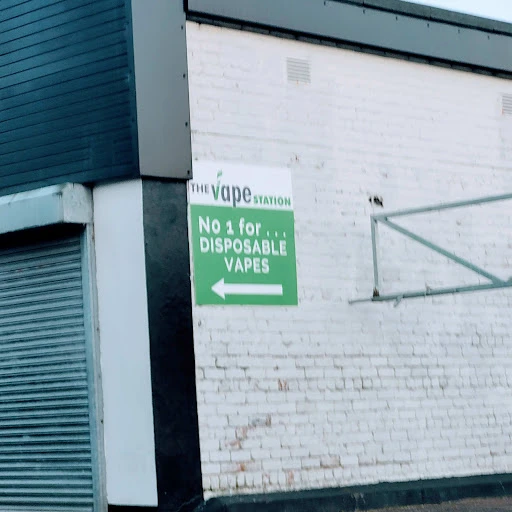 THE Vape STATION
No 1 for...
DISPOSABLE
VAPES